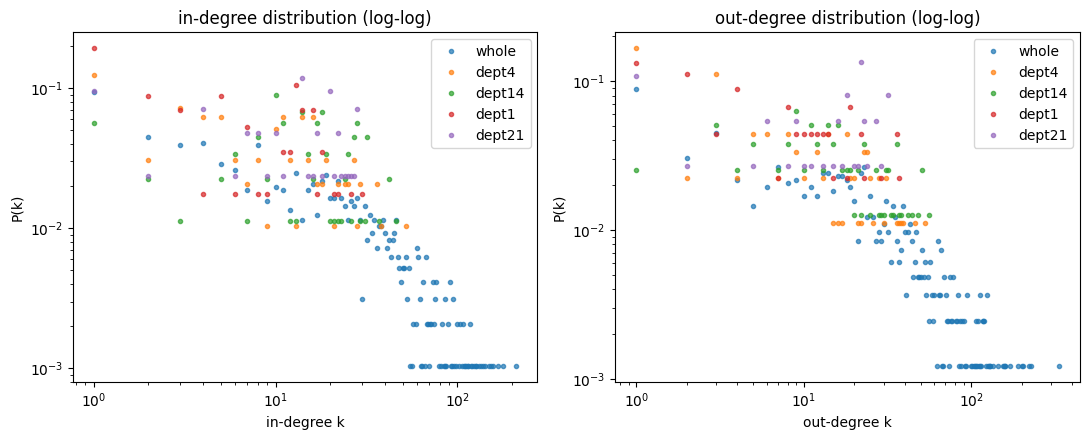 in-degree distribution (log-log)
P(k)
10⁻¹
10⁻²
10⁻³
10⁰
10¹
10²
in-degree k
whole
dept4
dept14
dept1
dept21
out-degree distribution (log-log)
P(k)
10⁻¹
10⁻²
10⁻³
10⁰
10¹
10²
out-degree k
whole
dept4
dept14
dept1
dept21